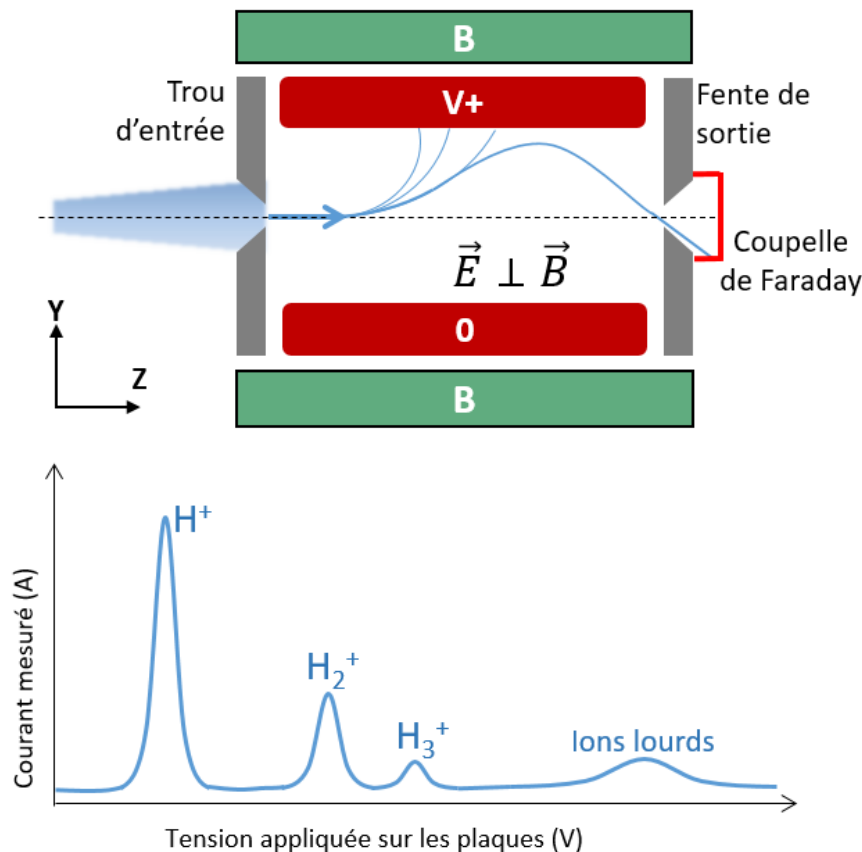 B
Trou
d'entrée
V+
Fente de
sortie
E⃗ ⊥ B⃗
Coupelle
de Faraday
Y
Z
0
B
Courant mesuré (A)
H⁺
H₂⁺
H₃⁺
Ions lourds
Tension appliquée sur les plaques (V)